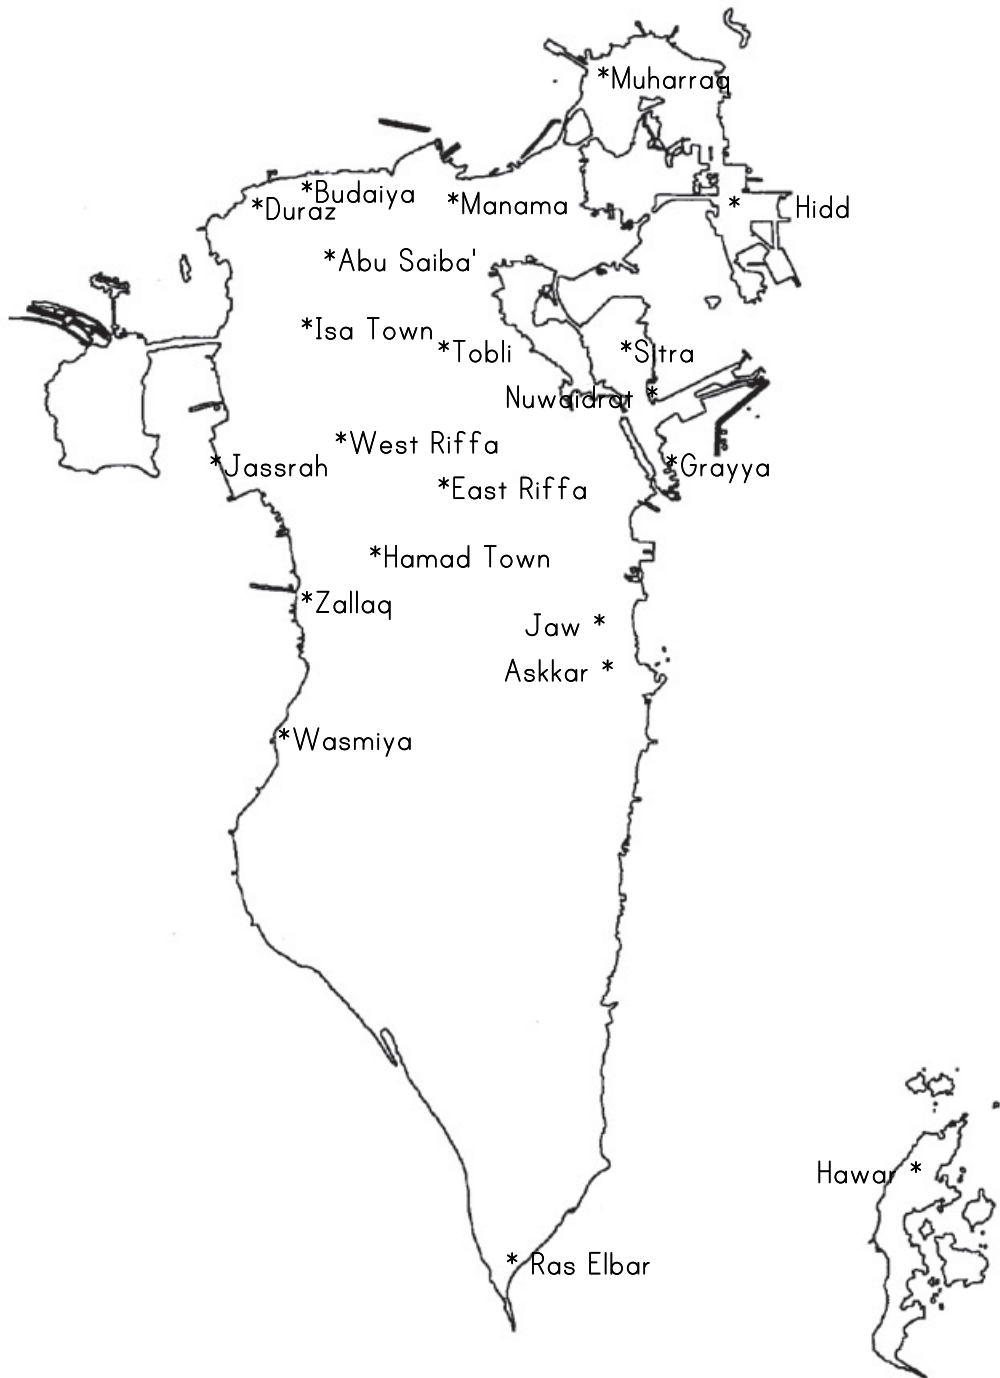 *Muharraq
*Budaiya
*Duraz
*Manama
* Hidd
*Abu Saiba'
*Isa Town
*Tobli
*Sitra
Nuwaidrat *
*West Riffa
*Jassrah
*Grayya
*East Riffa
*Hamad Town
*Zallaq
Jaw *
Askkar *
*Wasmiya
Hawar *
* Ras Elbar